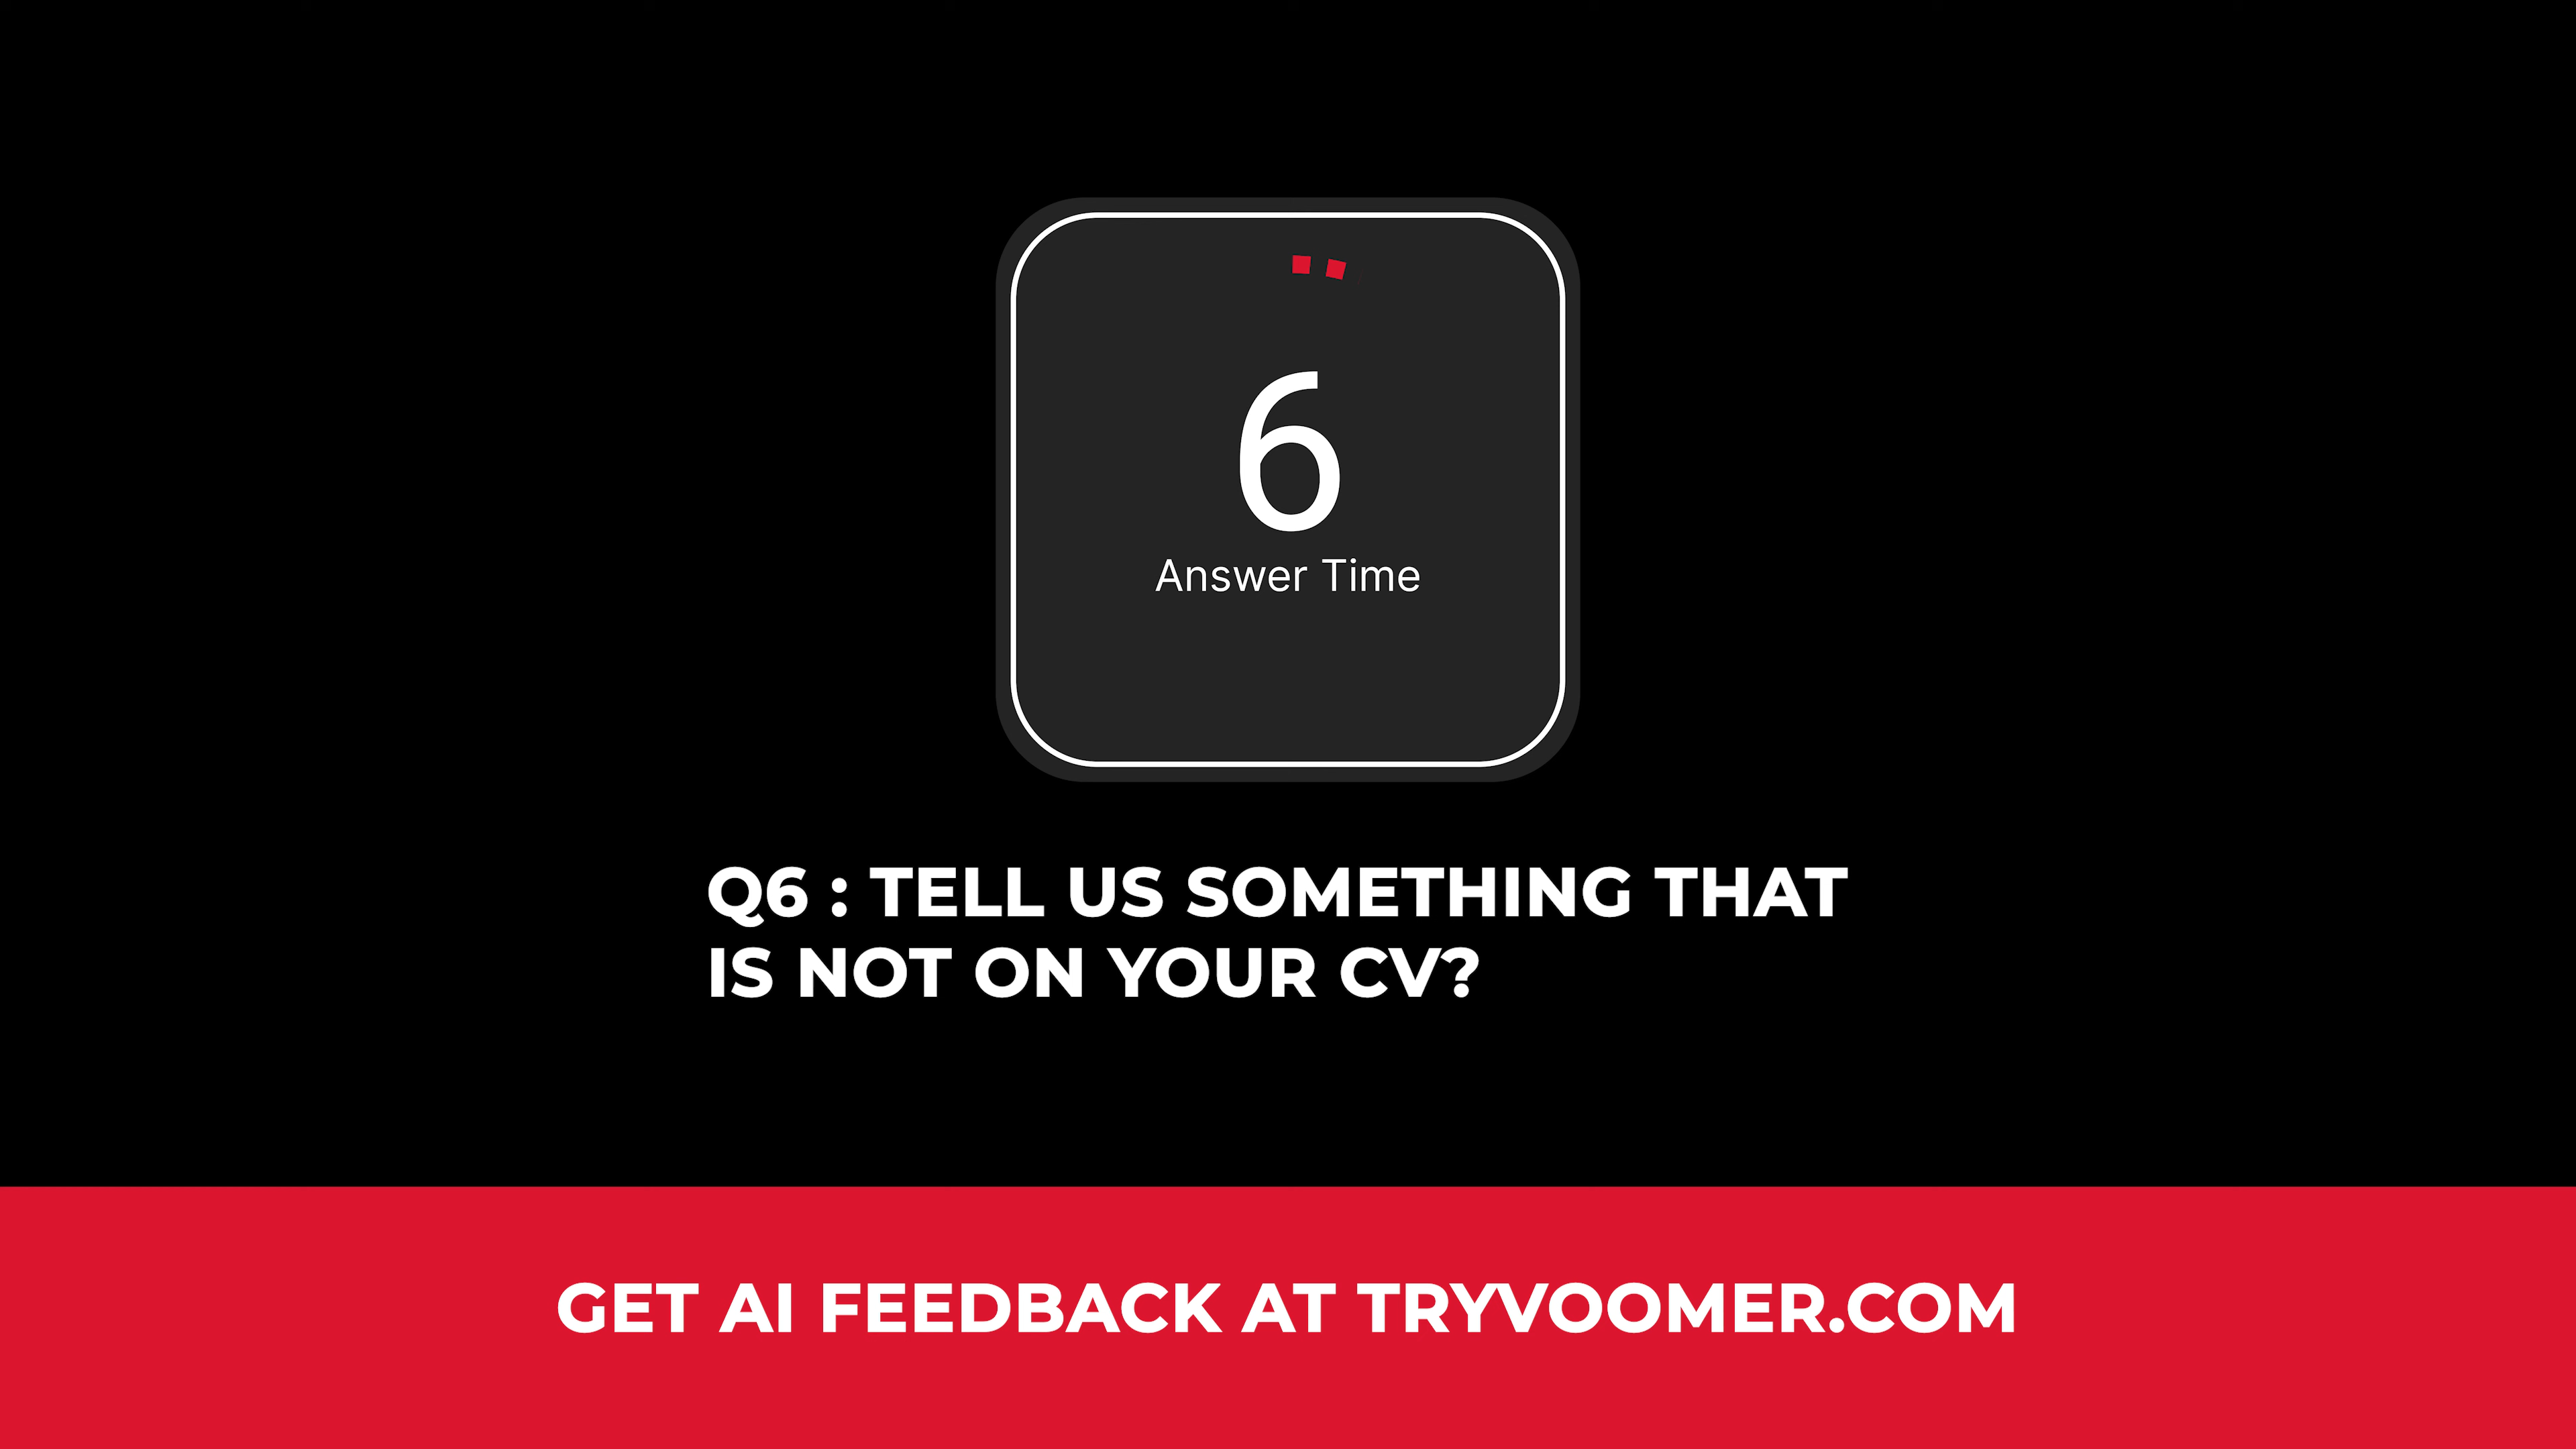 6
Answer Time
Q6 : TELL US SOMETHING THAT
IS NOT ON YOUR CV?
GET AI FEEDBACK AT TRYVOOMER.COM